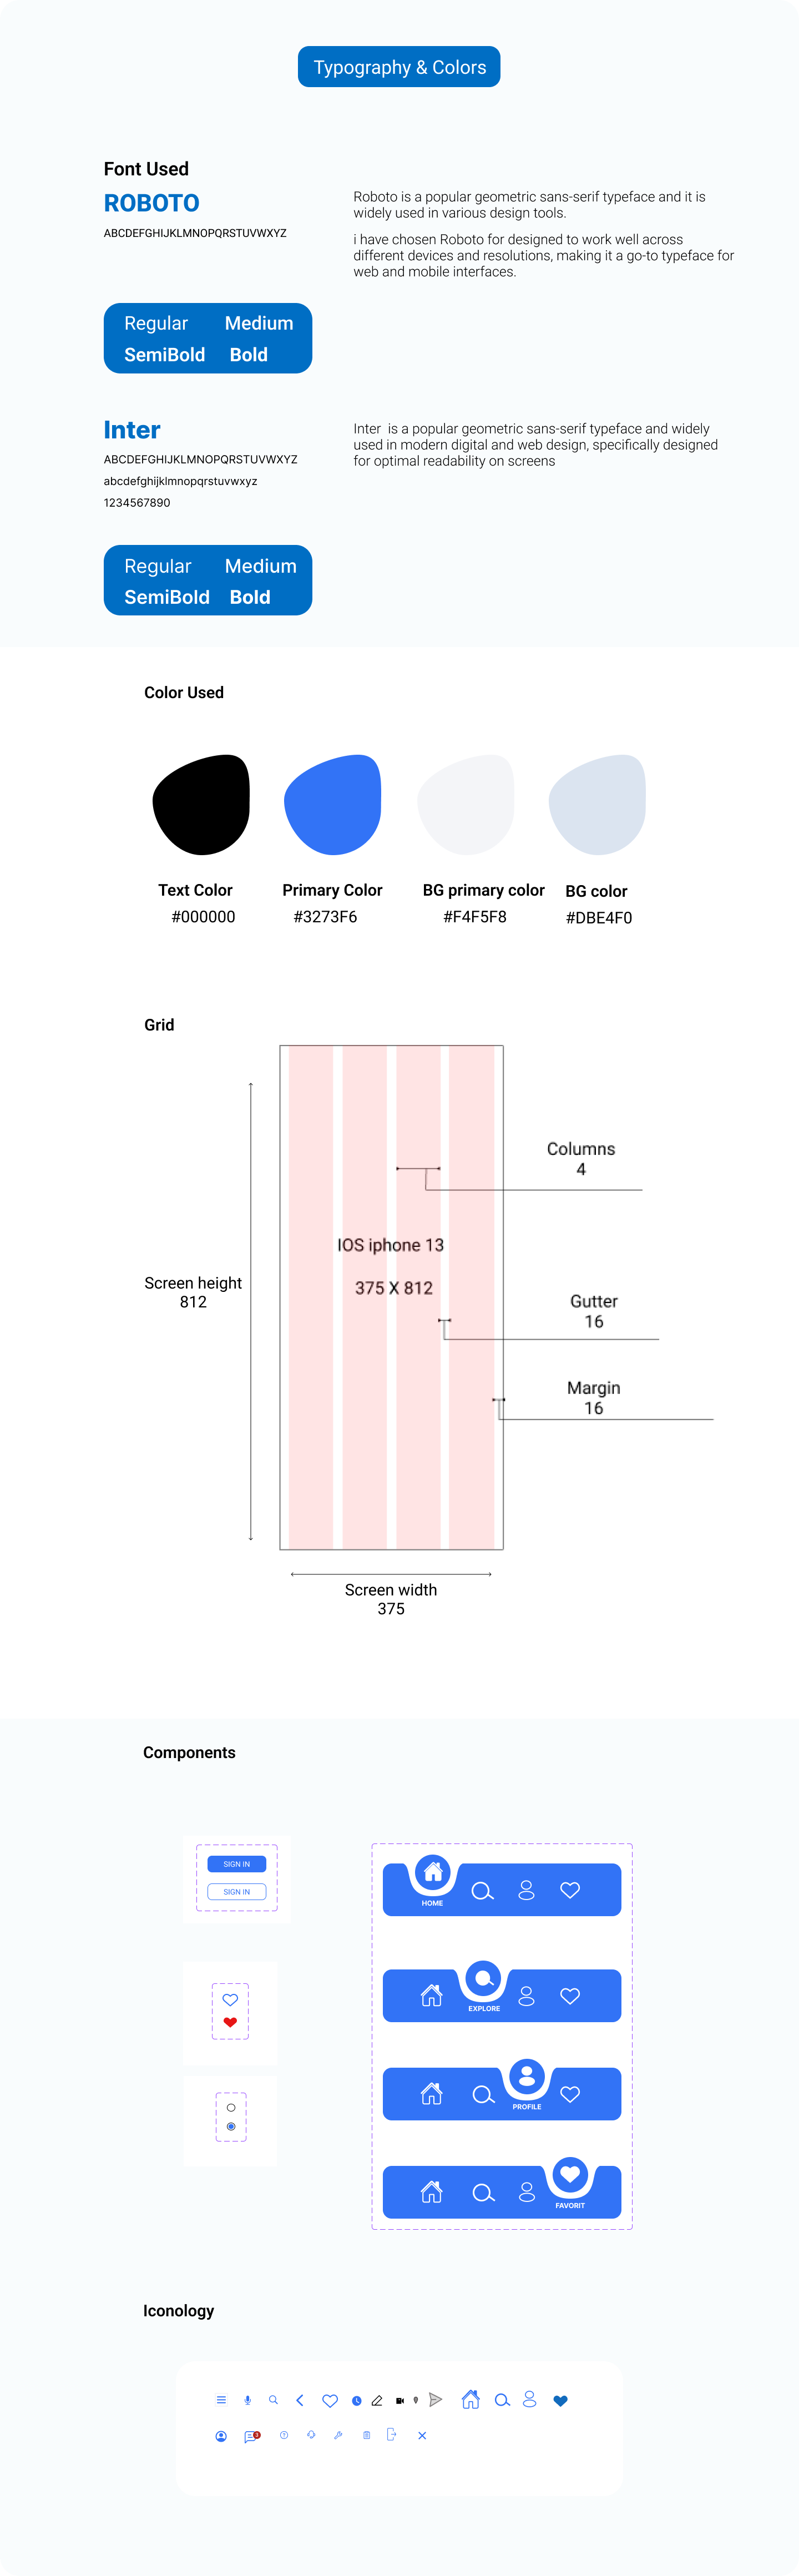 Typography & Colors
Font Used
ROBOTO
ABCDEFGHIJKLMNOPQRSTUVWXYZ
Roboto is a popular geometric sans-serif typeface and it is
widely used in various design tools.
i have chosen Roboto for designed to work well across
different devices and resolutions, making it a go-to typeface for
web and mobile interfaces.
Regular Medium
SemiBold Bold
Inter
ABCDEFGHIJKLMNOPQRSTUVWXYZ
abcdefghijklmnopqrstuvwxyz
1234567890
Inter is a popular geometric sans-serif typeface and widely
used in modern digital and web design, specifically designed
for optimal readability on screens
Regular Medium
SemiBold Bold
Color Used
Text Color Primary Color BG primary color BG color
#000000 #3273F6 #F4F5F8 #DBE4F0
Grid
Columns
4
IOS iphone 13
375 X 812
Screen height
812
Gutter
16
Margin
16
Screen width
375
Components
SIGN IN
SIGN IN
HOME
EXPLORE
PROFILE
FAVORIT
Iconology
3